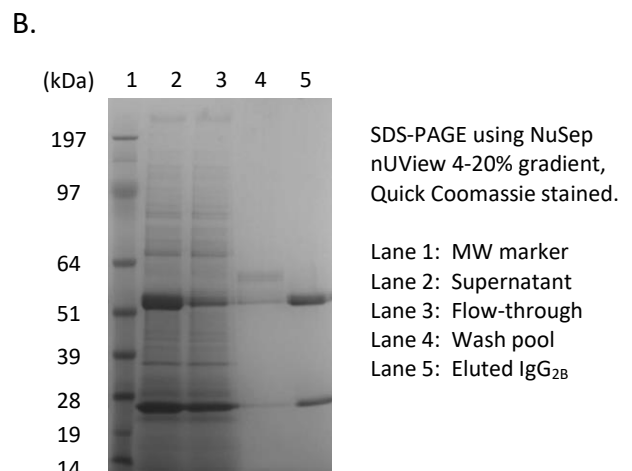 B.
(kDa) 1 2 3 4 5
197
97
64
51
39
28
19
14
SDS-PAGE using NuSep
nUView 4-20% gradient,
Quick Coomassie stained.
Lane 1: MW marker
Lane 2: Supernatant
Lane 3: Flow-through
Lane 4: Wash pool
Lane 5: Eluted IgG2B